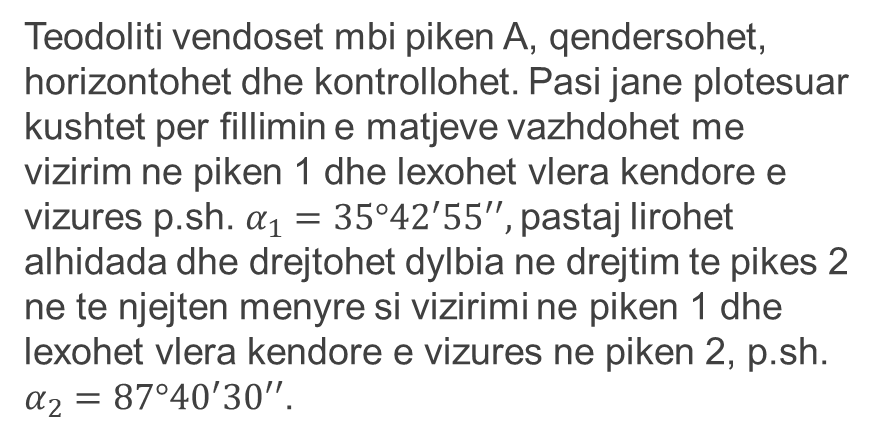 Teodoliti vendoset mbi piken A, qendersohet,
horizontohet dhe kontrollohet. Pasi jane plotesuar
kushtet per fillimin e matjeve vazhdohet me
vizirim ne piken 1 dhe lexohet vlera kendore e
vizures p.sh. α₁ = 35°42′55′′, pastaj lirohet
alhidada dhe drejtohet dylbia ne drejtim te pikes 2
ne te njejten menyre si vizirimi ne piken 1 dhe
lexohet vlera kendore e vizures ne piken 2, p.sh.
α₂ = 87°40′30′′.